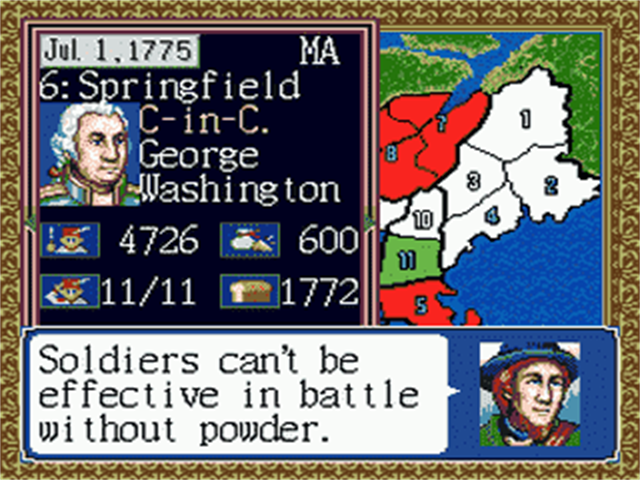 Jul. 1,1775
MA
6:Springfield
C-in-C.
George
Washington
4726
600
11/11
1772
1
7
8
3
2
4
10
11
5
Soldiers can't be
effective in battle
without powder.